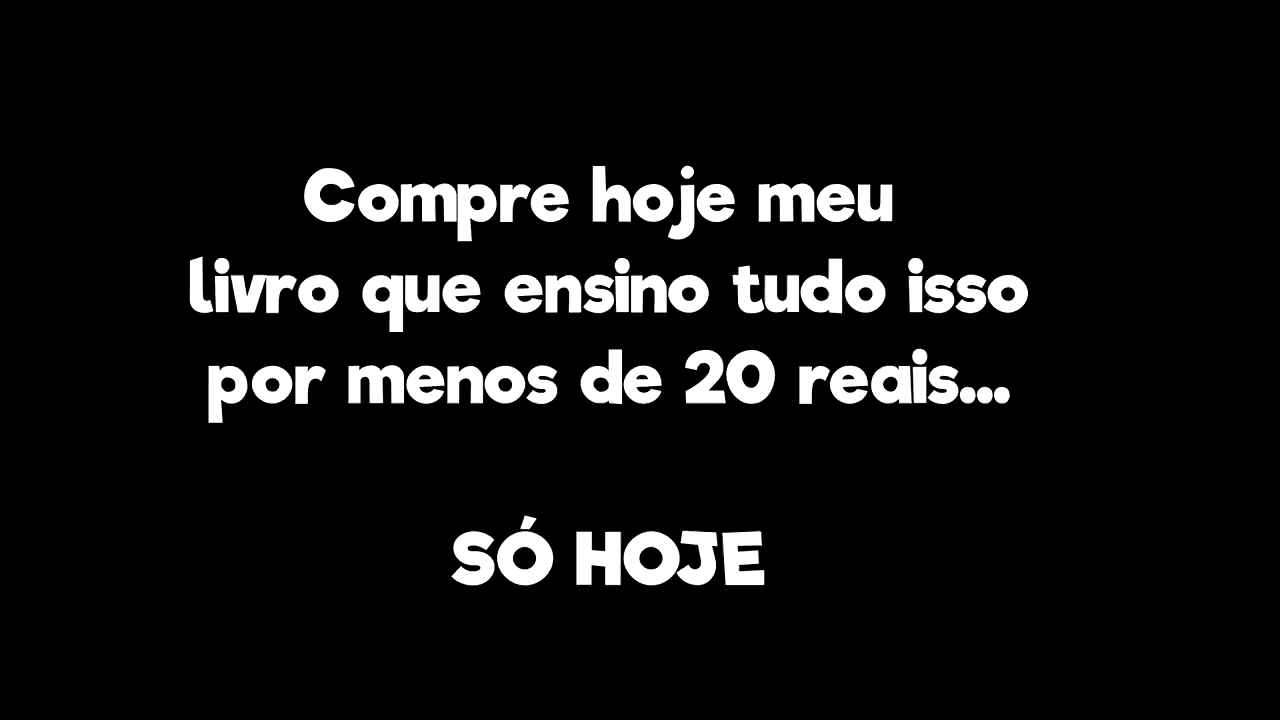 Compre hoje meu
livro que ensino tudo isso
por menos de 20 reais...
SÓ HOJE